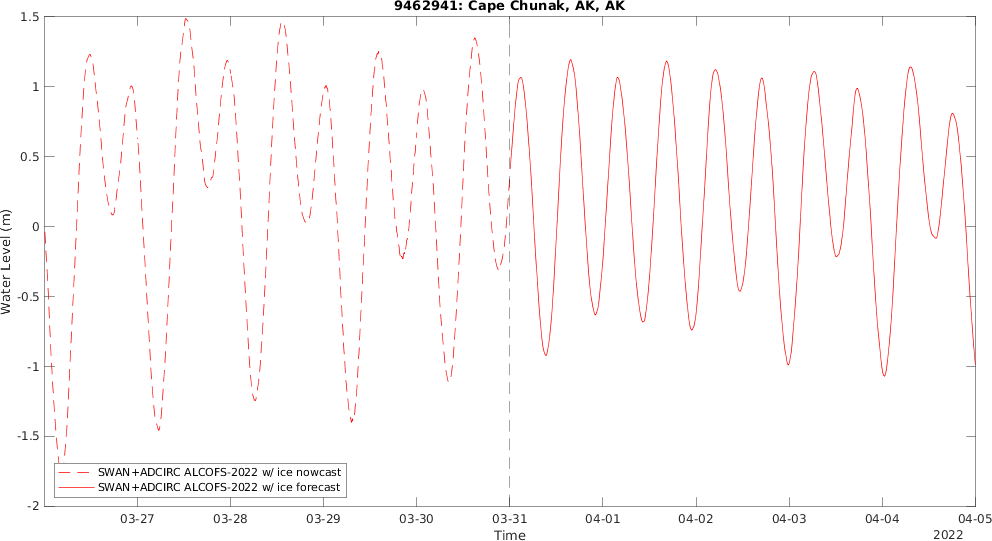 9462941: Cape Chunak, AK, AK
1.5
1
0.5
0
-0.5
-1
-1.5
-2
Water Level (m)
SWAN+ADCIRC ALCOFS-2022 w/ ice nowcast
SWAN+ADCIRC ALCOFS-2022 w/ ice forecast
03-27 03-28 03-29 03-30 03-31 04-01 04-02 04-03 04-04 04-05
Time
2022